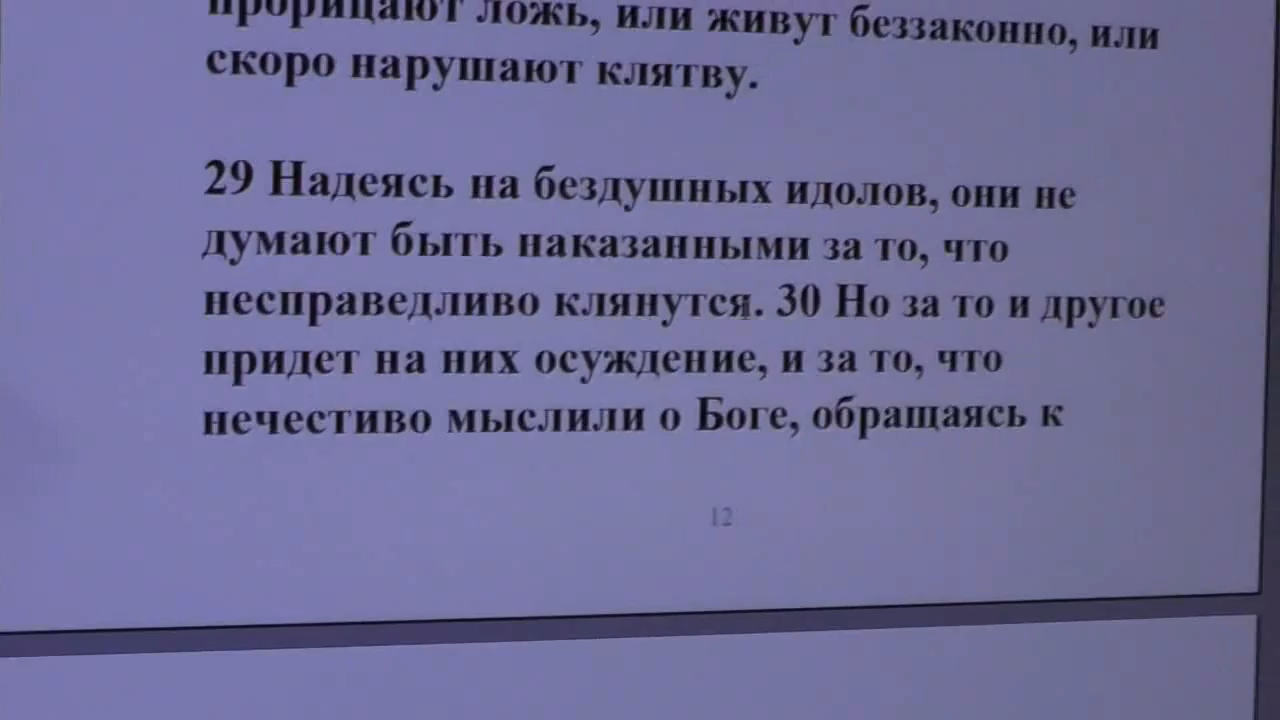 прорицают ложь, или живут беззаконно, или
скоро нарушают клятву.
29 Надеясь на бездушных идолов, они не
думают быть наказанными за то, что
несправедливо клянутся. 30 Но за то и другое
придет на них осуждение, и за то, что
нечестиво мыслили о Боге, обращаясь к
12